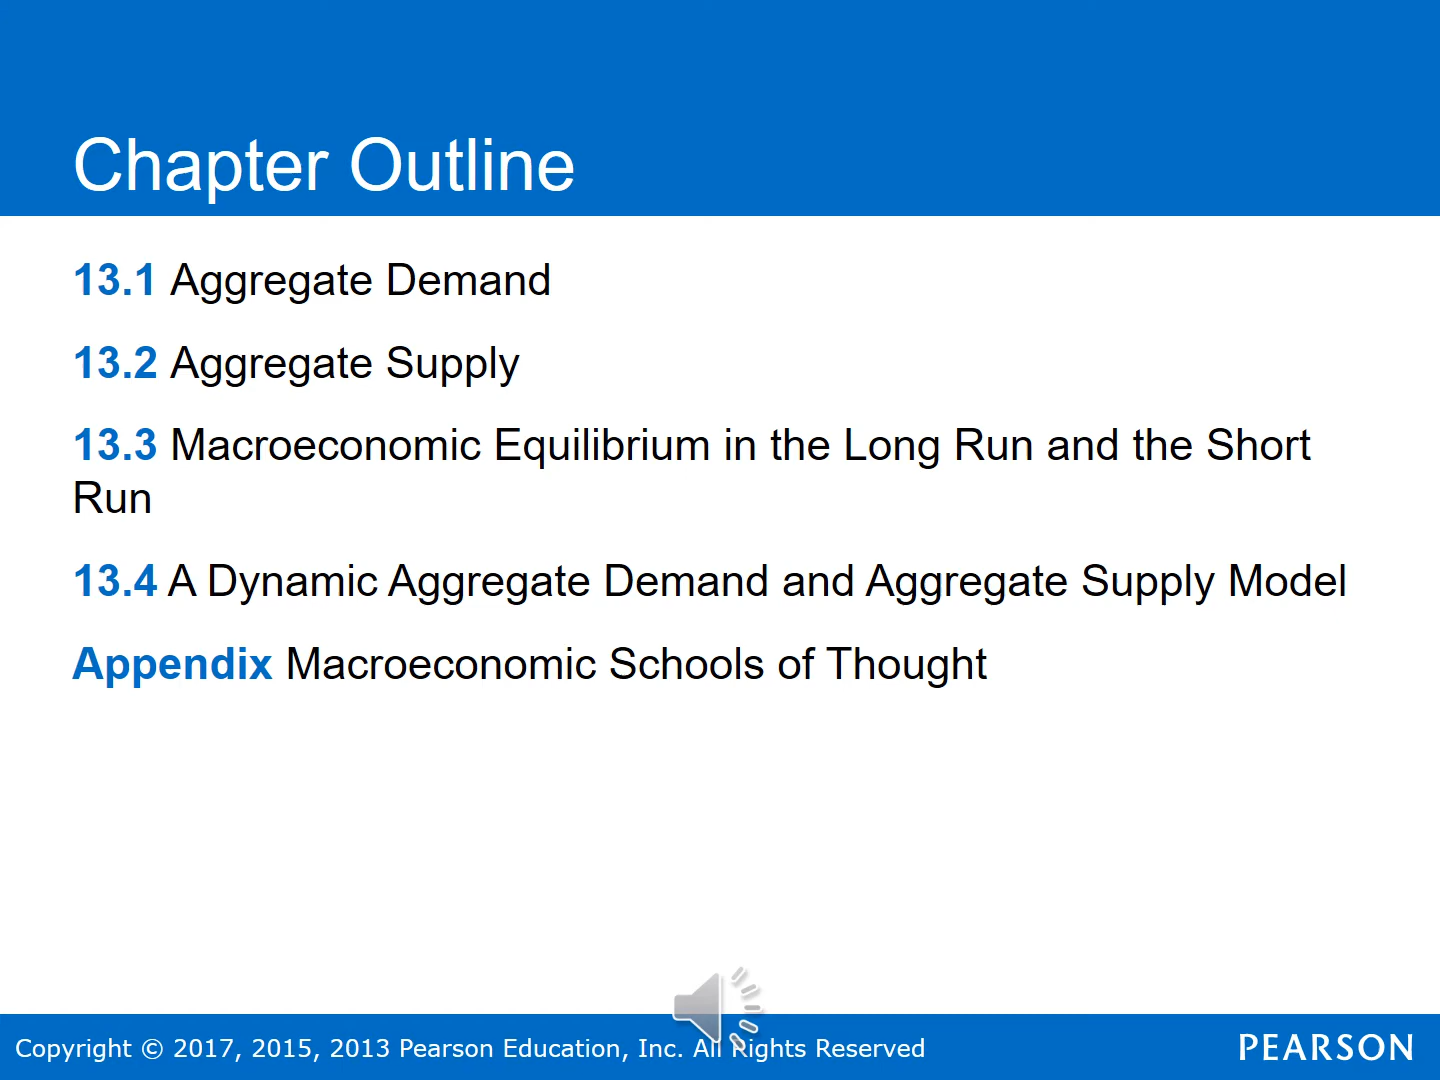 Chapter Outline
13.1 Aggregate Demand
13.2 Aggregate Supply
13.3 Macroeconomic Equilibrium in the Long Run and the Short
Run
13.4 A Dynamic Aggregate Demand and Aggregate Supply Model
Appendix Macroeconomic Schools of Thought
Copyright © 2017, 2015, 2013 Pearson Education, Inc. All Rights Reserved
PEARSON